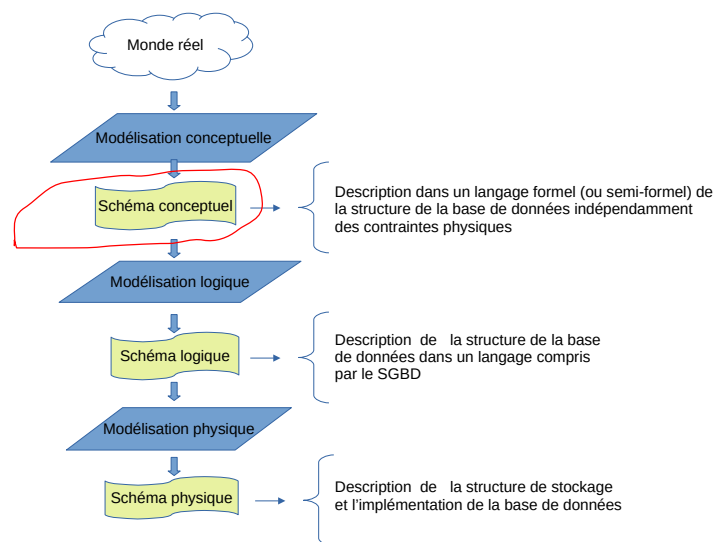 Monde réel
Modélisation conceptuelle
Schéma conceptuel
Description dans un langage formel (ou semi-formel) de
la structure de la base de données indépendamment
des contraintes physiques
Modélisation logique
Schéma logique
Description de la structure de la base
de données dans un langage compris
par le SGBD
Modélisation physique
Schéma physique
Description de la structure de stockage
et l'implémentation de la base de données